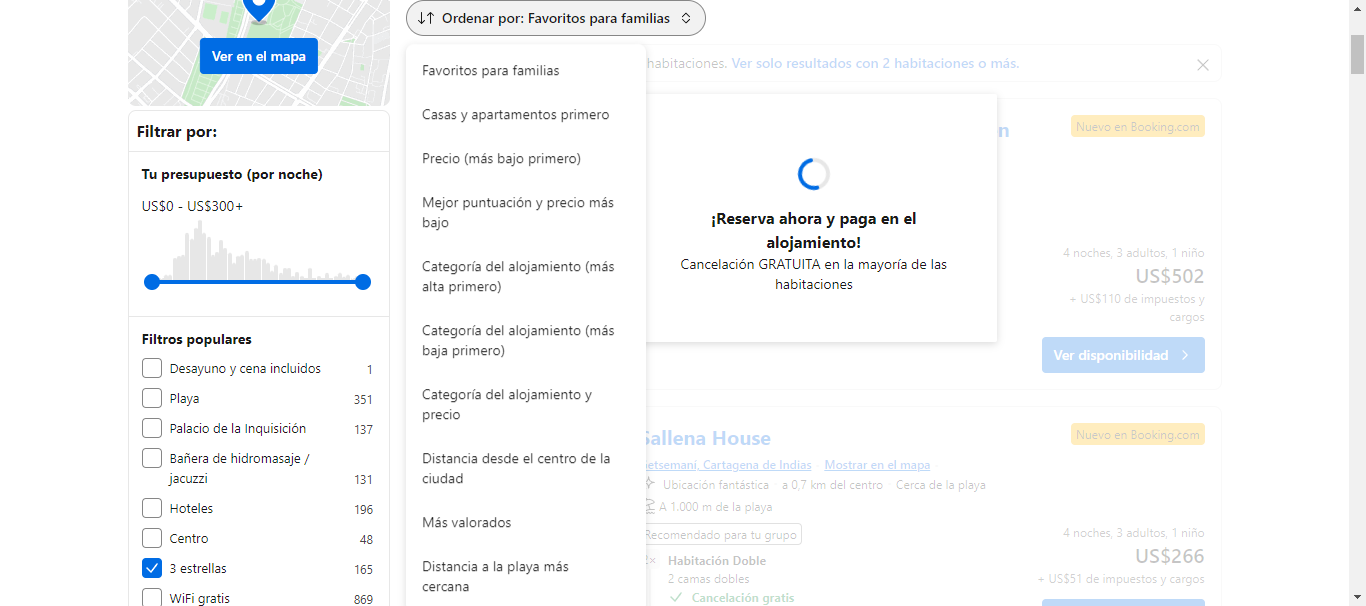 Ver en el mapa
Filtrar por:
Tu presupuesto (por noche)
US$0 - US$300+
Filtros populares
Desayuno y cena incluidos 1
Playa 351
Palacio de la Inquisición 137
Bañera de hidromasaje /
jacuzzi 131
Hoteles 196
Centro 48
3 estrellas 165
WiFi gratis 869
Ordenar por: Favoritos para familias
Favoritos para familias
Casas y apartamentos primero
Precio (más bajo primero)
Mejor puntuación y precio más
bajo
Categoría del alojamiento (más
alta primero)
Categoría del alojamiento (más
baja primero)
Categoría del alojamiento y
precio
Distancia desde el centro de la
ciudad
Más valorados
Distancia a la playa más
cercana
habitaciones. Ver solo resultados con 2 habitaciones o más.
¡Reserva ahora y paga en el
alojamiento!
Cancelación GRATUITA en la mayoría de las
habitaciones
n
Nuevo en Booking.com
4 noches, 3 adultos, 1 niño
US$502
+ US$110 de impuestos y
cargos
Ver disponibilidad
Sallena House
Nuevo en Booking.com
etsemaní, Cartagena de Indias Mostrar en el mapa
Ubicación fantástica a 0,7 km del centro Cerca de la playa
A 1.000 m de la playa
Recomendado para tu grupo
Habitación Doble
2 camas dobles
Cancelación gratis
4 noches, 3 adultos, 1 niño
US$266
+ US$51 de impuestos y cargos